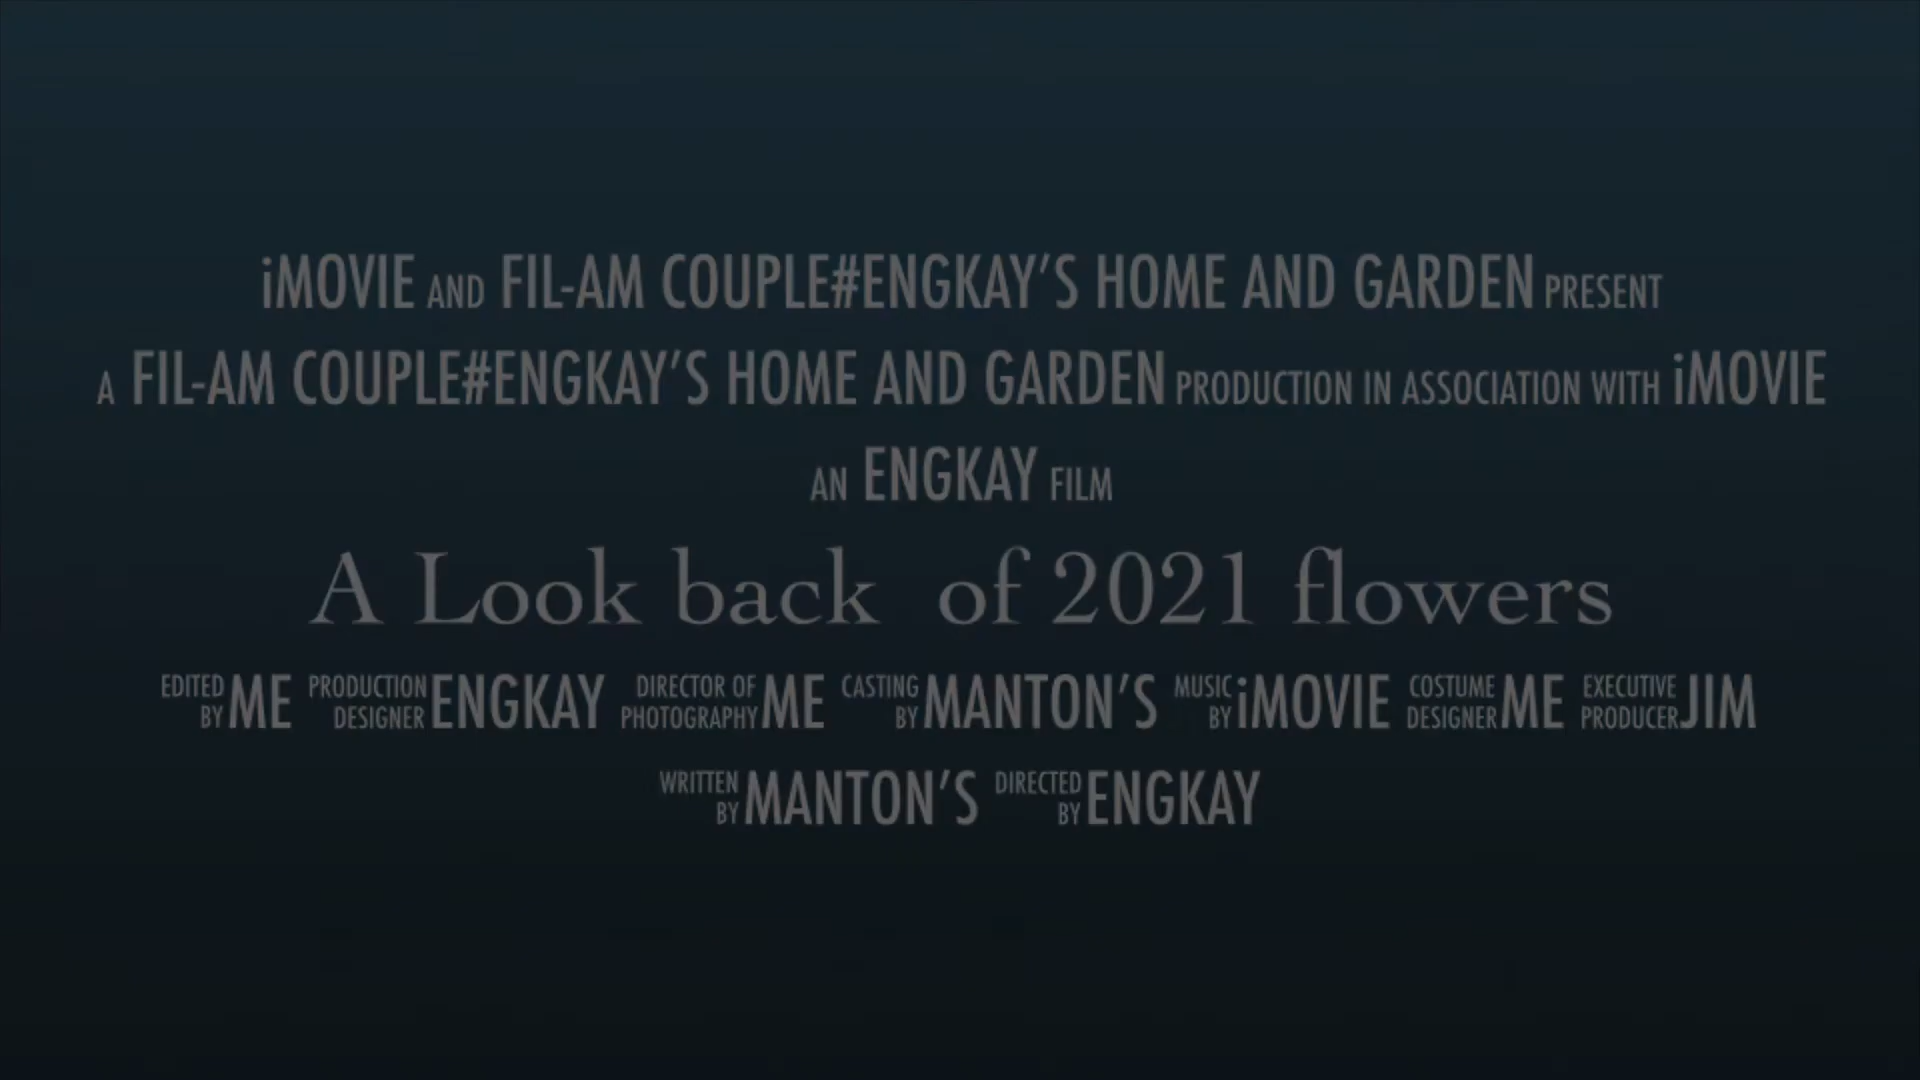 iMOVIE AND FIL-AM COUPLE#ENGKAY’S HOME AND GARDEN PRESENT
A FIL-AM COUPLE#ENGKAY’S HOME AND GARDEN PRODUCTION IN ASSOCIATION WITH iMOVIE
AN ENGKAY FILM
A Look back of 2021 flowers
EDITED BY ME PRODUCTION DESIGNER ENGKAY DIRECTOR OF PHOTOGRAPHY ME CASTING BY MANTON’S MUSIC BY iMOVIE COSTUME DESIGNER ME EXECUTIVE PRODUCER JIM
WRITTEN BY MANTON’S DIRECTED BY ENGKAY